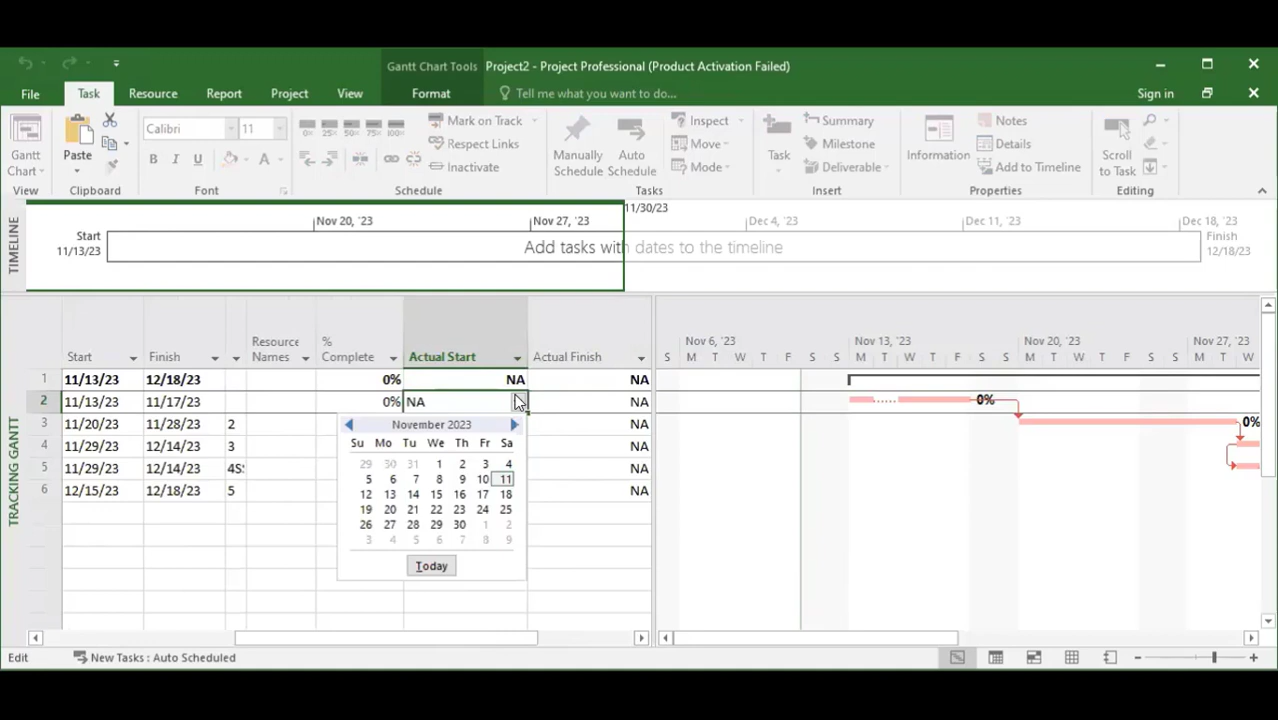 Gantt Chart Tools
Project2 - Project Professional (Product Activation Failed)
File
Task
Resource
Report
Project
View
Format
Tell me what you want to do...
Sign in
Gantt
Chart
View
Paste
Clipboard
Calibri
11
B I U
A
Font
0% 25% 50% 75% 100%
Mark on Track
Respect Links
Inactivate
Schedule
Manually
Schedule
Auto
Schedule
Inspect
Move
Mode
Tasks
Task
Summary
Milestone
Deliverable
Insert
Information
Notes
Details
Add to Timeline
Properties
Scroll
to Task
Editing
TIMELINE
11/30/23
Nov 20, '23
Nov 27, '23
Dec 4, '23
Dec 11, '23
Dec 18, '23
Start
11/13/23
Add tasks with dates to the timeline
Finish
12/18/23
TRACKING GANTT
Start
Finish
Resource
Names
%
Complete
Actual Start
Actual Finish
1 11/13/23 12/18/23 0% NA NA
2 11/13/23 11/17/23 0% NA NA
3 11/20/23 11/28/23 2 NA
4 11/29/23 12/14/23 3 NA
5 11/29/23 12/14/23 4S NA
6 12/15/23 12/18/23 5 NA
November 2023
Su Mo Tu We Th Fr Sa
29 30 31 1 2 3 4
5 6 7 8 9 10 11
12 13 14 15 16 17 18
19 20 21 22 23 24 25
26 27 28 29 30 1 2
3 4 5 6 7 8 9
Today
Nov 6, '23
Nov 13, '23
Nov 20, '23
Nov 27, '23
S M T W T F S S M T W T F S S M T W T F S S M T W
0%
0%
Edit
New Tasks : Auto Scheduled